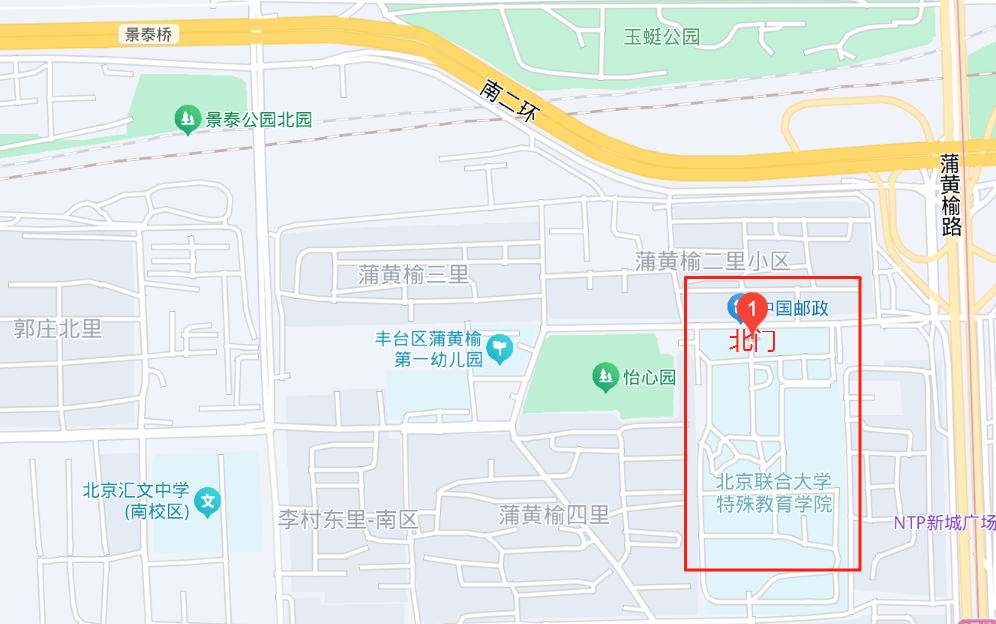 景泰桥
玉蜓公园
南二环
景泰公园北园
蒲黄榆路
蒲黄榆三里
蒲黄榆二里小区
郭庄北里
1
中国邮政
北门
丰台区蒲黄榆
第一幼儿园
怡心园
北京汇文中学
(南校区)
文
李村东里-南区
蒲黄榆四里
北京联合大学
特殊教育学院
NTP新城广场